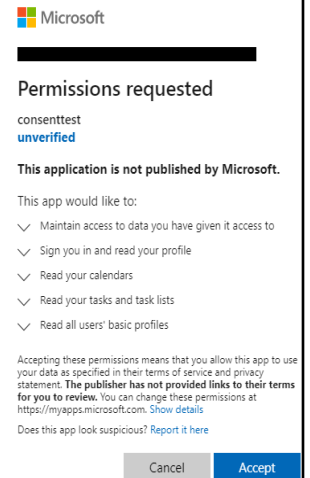 Microsoft
Permissions requested
consenttest
unverified
This application is not published by Microsoft.
This app would like to:
Maintain access to data you have given it access to
Sign you in and read your profile
Read your calendars
Read your tasks and task lists
Read all users' basic profiles
Accepting these permissions means that you allow this app to use
your data as specified in their terms of service and privacy
statement. The publisher has not provided links to their terms
for you to review. You can change these permissions at
https://myapps.microsoft.com. Show details
Does this app look suspicious? Report it here
Cancel Accept